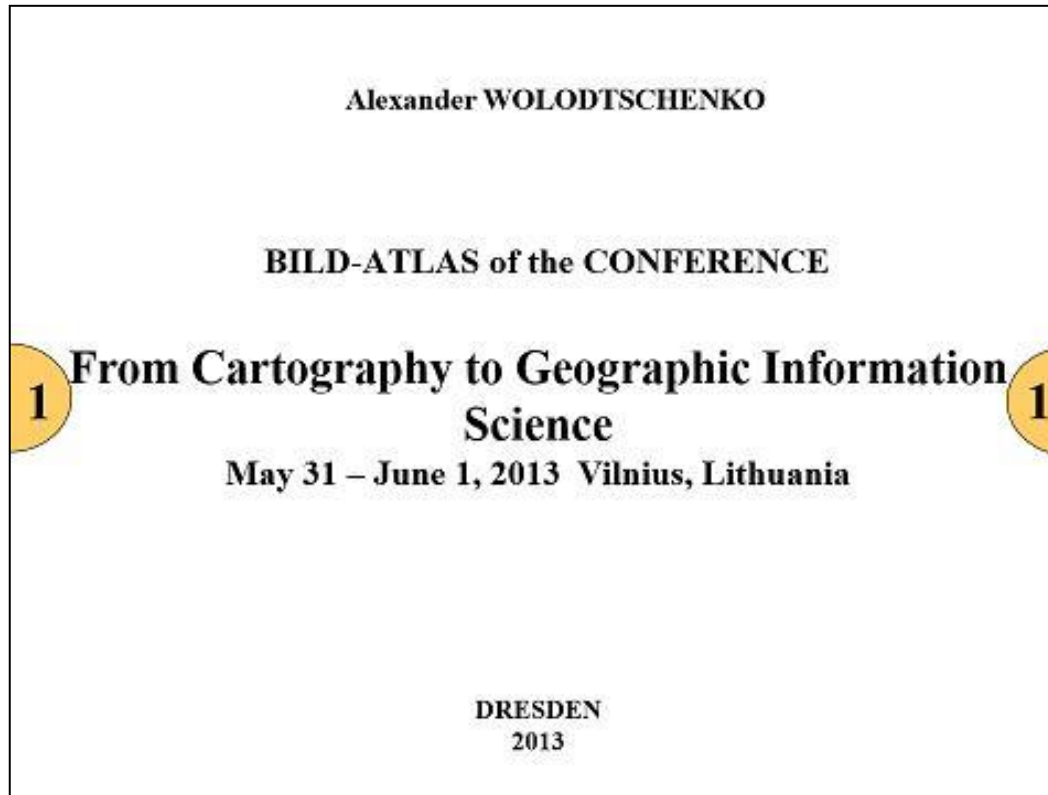 Alexander WOLODTSCHENKO
BILD-ATLAS of the CONFERENCE
From Cartography to Geographic Information
Science
1
1
May 31 – June 1, 2013 Vilnius, Lithuania
DRESDEN
2013